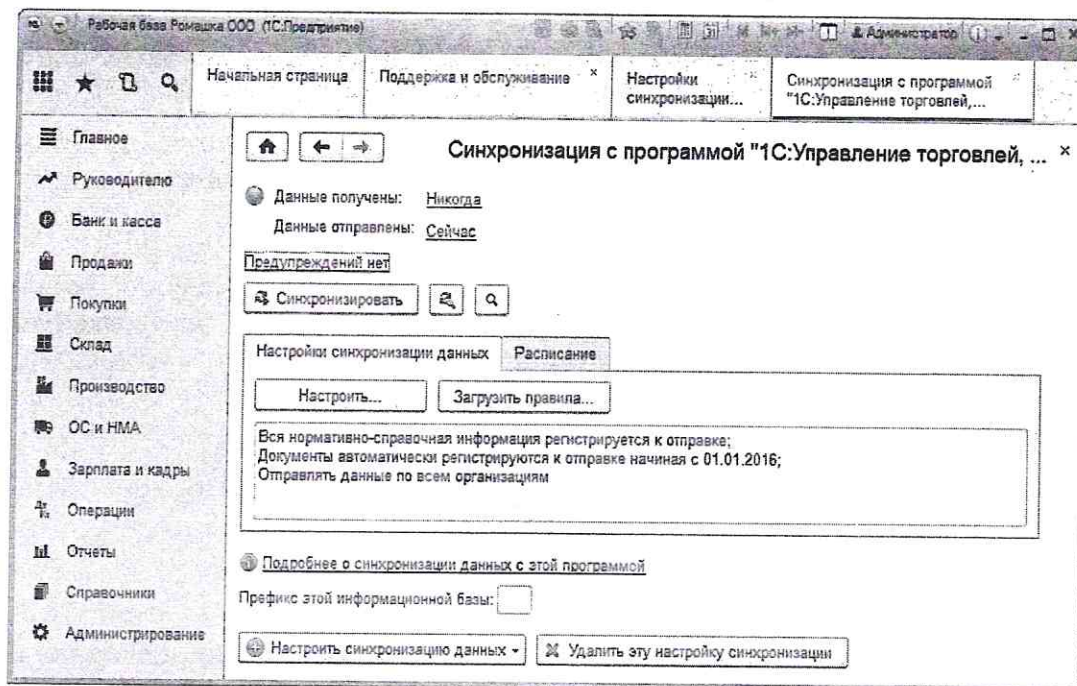 Рабочая база Ромашка ООО (1С:Предприятие)
Администратор
Начальная страница
Поддержка и обслуживание ×
Настройки
синхронизации...
Синхронизация с программой
"1С:Управление торговлей,...
Главное
Руководителю
Банк и касса
Продажи
Покупки
Склад
Производство
ОС и НМА
Зарплата и кадры
Операции
Отчеты
Справочники
Администрирование
Синхронизация с программой "1С:Управление торговлей, ... ×
Данные получены: Никогда
Данные отправлены: Сейчас
Предупреждений нет
Синхронизировать
Настройки синхронизации данных
Расписание
Настроить...
Загрузить правила...
Вся нормативно-справочная информация регистрируется к отправке;
Документы автоматически регистрируются к отправке начиная с 01.01.2016;
Отправлять данные по всем организациям
Подробнее о синхронизации данных с этой программой
Префикс этой информационной базы:
Настроить синхронизацию данных
Удалить эту настройку синхронизации